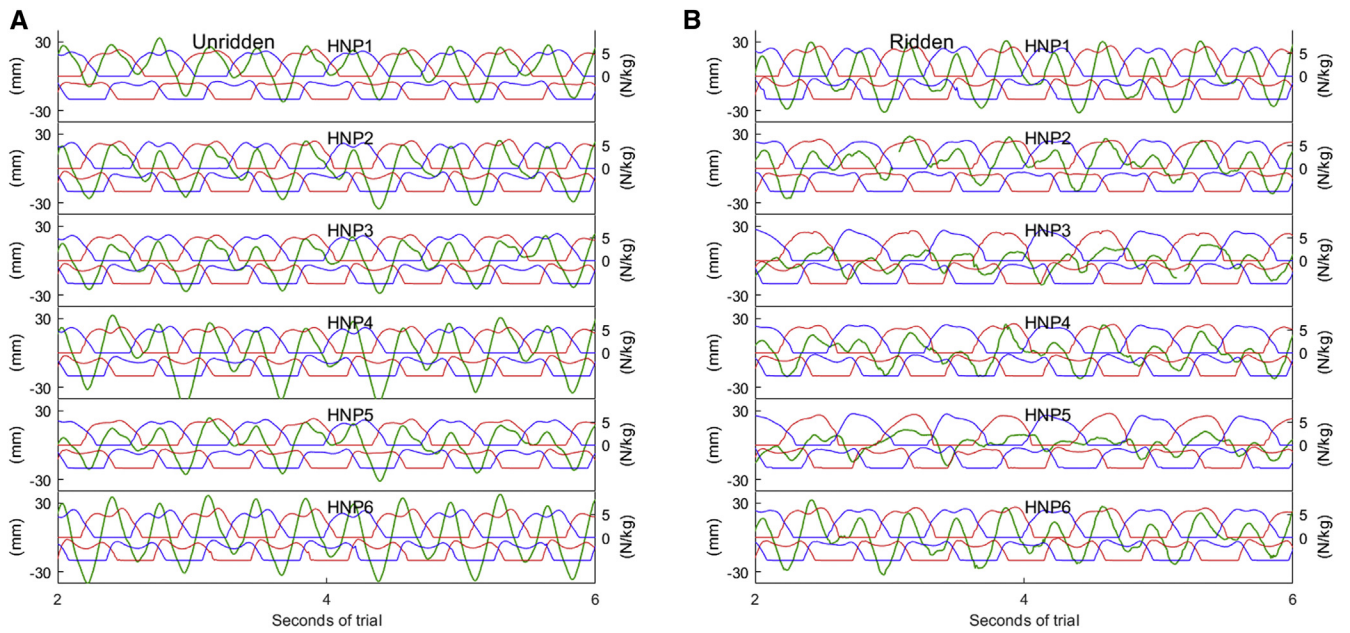 A
Unridden
HNP1
30
-30
(mm)
5
0
(N/kg)
HNP2
30
-30
(mm)
5
0
(N/kg)
HNP3
30
-30
(mm)
5
0
(N/kg)
HNP4
30
-30
(mm)
5
0
(N/kg)
HNP5
30
-30
(mm)
5
0
(N/kg)
HNP6
30
-30
(mm)
5
0
(N/kg)
2 4 6
Seconds of trial
B
Ridden
HNP1
30
-30
(mm)
5
0
(N/kg)
HNP2
30
-30
(mm)
5
0
(N/kg)
HNP3
30
-30
(mm)
5
0
(N/kg)
HNP4
30
-30
(mm)
5
0
(N/kg)
HNP5
30
-30
(mm)
5
0
(N/kg)
HNP6
30
-30
(mm)
5
0
(N/kg)
2 4 6
Seconds of trial